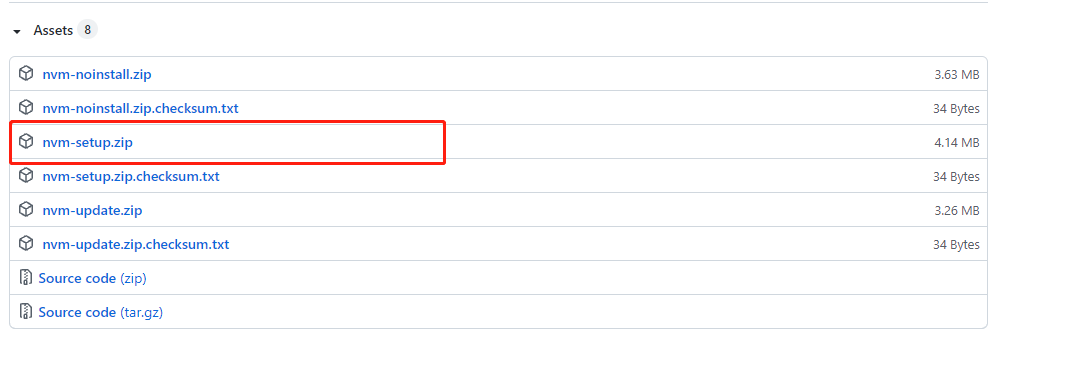 Assets 8
nvm-noinstall.zip 3.63 MB
nvm-noinstall.zip.checksum.txt 34 Bytes
nvm-setup.zip 4.14 MB
nvm-setup.zip.checksum.txt 34 Bytes
nvm-update.zip 3.26 MB
nvm-update.zip.checksum.txt 34 Bytes
Source code (zip)
Source code (tar.gz)